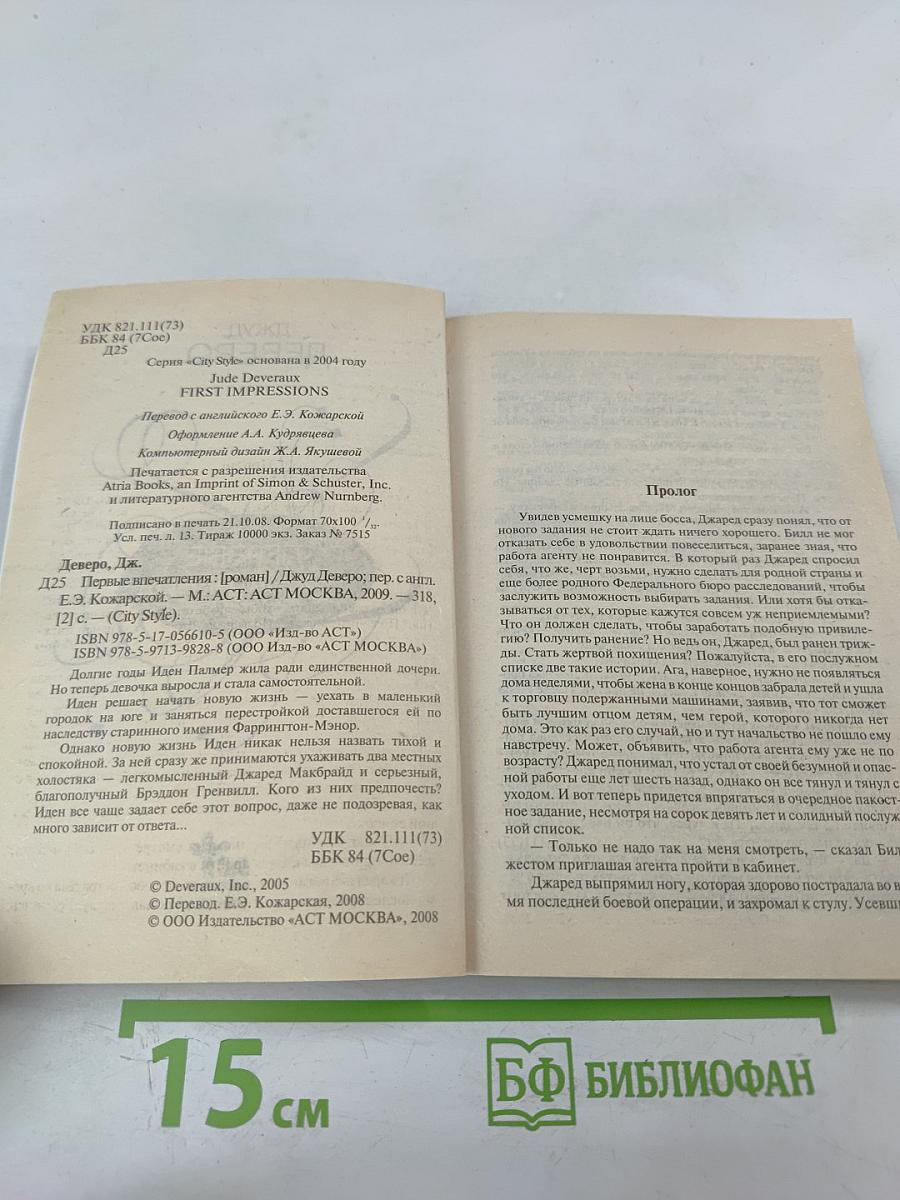 УДК 821.111(73)
ББК 84 (7Сое)
Д25
Серия «City Style» основана в 2004 году
Jude Deveraux
FIRST IMPRESSIONS
Перевод с английского Е.Э. Кожарской
Оформление А.А. Кудрявцева
Компьютерный дизайн Ж.А. Якушевой
Печатается с разрешения издательства
Atria Books, an Imprint of Simon & Schuster, Inc.
и литературного агентства Andrew Nurnberg.
Подписано в печать 21.10.08. Формат 70х100 1/32.
Усл. печ. л. 13. Тираж 10000 экз. Заказ № 7515
Деверо, Дж.
Д25 Первые впечатления : [роман] / Джуд Деверо; пер. с англ.
Е.Э. Кожарской. — М.: АСТ: АСТ МОСКВА, 2009. — 318,
[2] с. — (City Style).
ISBN 978-5-17-056610-5 (ООО «Изд-во АСТ»)
ISBN 978-5-9713-9828-8 (ООО Изд-во «АСТ МОСКВА»)
Долгие годы Иден Палмер жила ради единственной дочери.
Но теперь девочка выросла и стала самостоятельной.
Иден решает начать новую жизнь — уехать в маленький
городок на юге и заняться перестройкой доставшегося ей по
наследству старинного имения Фаррингтон-Мэнор.
Однако новую жизнь Иден никак нельзя назвать тихой и
спокойной. За ней сразу же принимаются ухаживать два местных
холостяка — легкомысленный Джаред Макбрайд и серьезный,
благополучный Брэддон Гренвилл. Кого из них предпочесть?
Иден все чаще задает себе этот вопрос, даже не подозревая, как
много зависит от ответа...
УДК 821.111(73)
ББК 84 (7Сое)
© Deveraux, Inc., 2005
© Перевод. Е.Э. Кожарская, 2008
© ООО Издательство «АСТ МОСКВА», 2008
Пролог
Увидев усмешку на лице босса, Джаред сразу понял, что от
нового задания не стоит ждать ничего хорошего. Билл не мог
отказать себе в удовольствии повеселиться, заранее зная, что
работа агенту не понравится. В который раз Джаред спросил
себя, что же, черт возьми, нужно сделать для родной страны и
еще более родного Федерального бюро расследований, чтобы
заслужить возможность выбирать задания. Или хотя бы отка-
зываться от тех, которые кажутся совсем уж неприемлемыми?
Что он должен сделать, чтобы заработать подобную привиле-
гию? Получить ранение? Но ведь он, Джаред, был ранен триж-
ды. Стать жертвой похищения? Пожалуйста, в его послужном
списке две такие истории. Ага, наверное, нужно не появляться
дома неделями, чтобы жена в конце концов забрала детей и ушла
к торговцу подержанными машинами, заявив, что тот сможет
быть лучшим отцом детям, чем герой, которого никогда нет
дома. Это как раз его случай, но и тут начальство не пошло ему
навстречу. Может, объявить, что работа агента ему уже не по
возрасту? Джаред понимал, что устал от своей безумной и опас-
ной работы еще лет шесть назад, однако он все тянул и тянул с
уходом. И вот теперь придется впрягаться в очередное пакост-
ное задание, несмотря на сорок девять лет и солидный послуж-
ной список.
— Только не надо так на меня смотреть, — сказал Бил
жестом приглашая агента пройти в кабинет.
Джаред выпрямил ногу, которая здорово пострадала во в
мя последней боевой операции, и захромал к стулу. Усевш
15 см
БФ БИБЛИОФАН